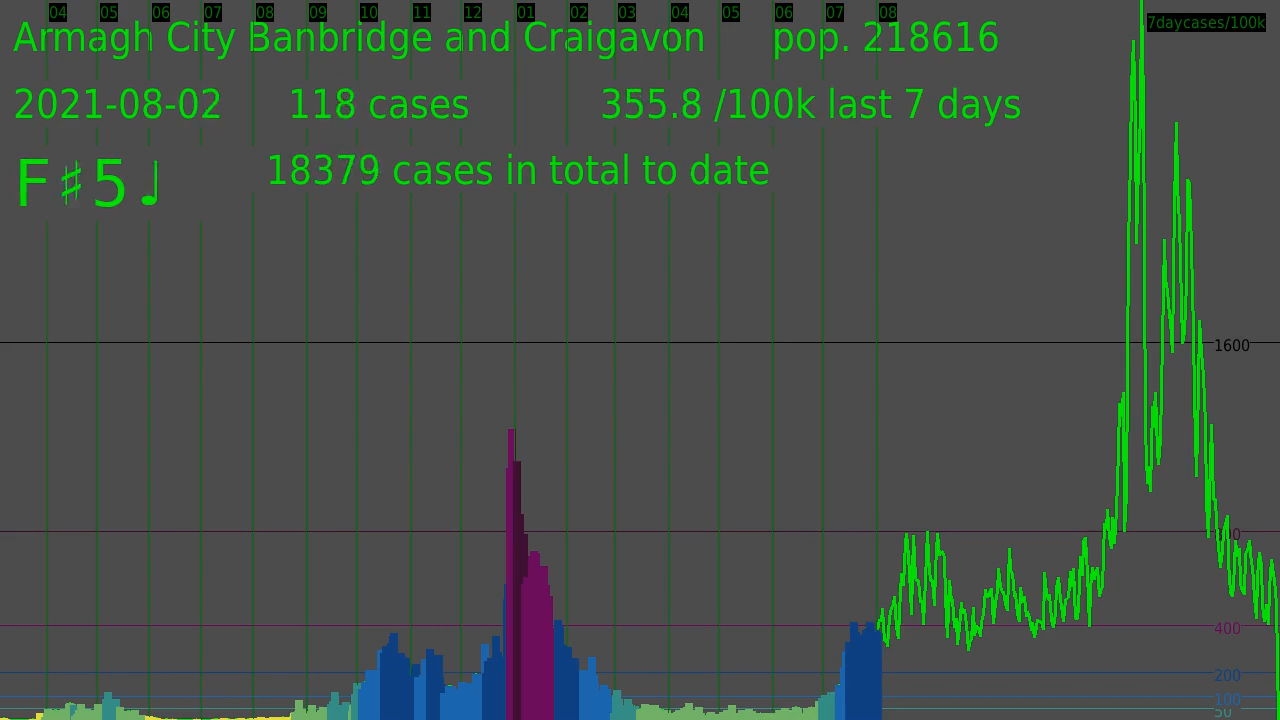 04 05 06 07 08 09 10 11 12 01 02 03 04 05 06 07 08
7daycases/100k
Armagh City Banbridge and Craigavon pop. 218616
2021-08-02 118 cases 355.8 /100k last 7 days
F♯5♩ 18379 cases in total to date
1600
400
200
100
50